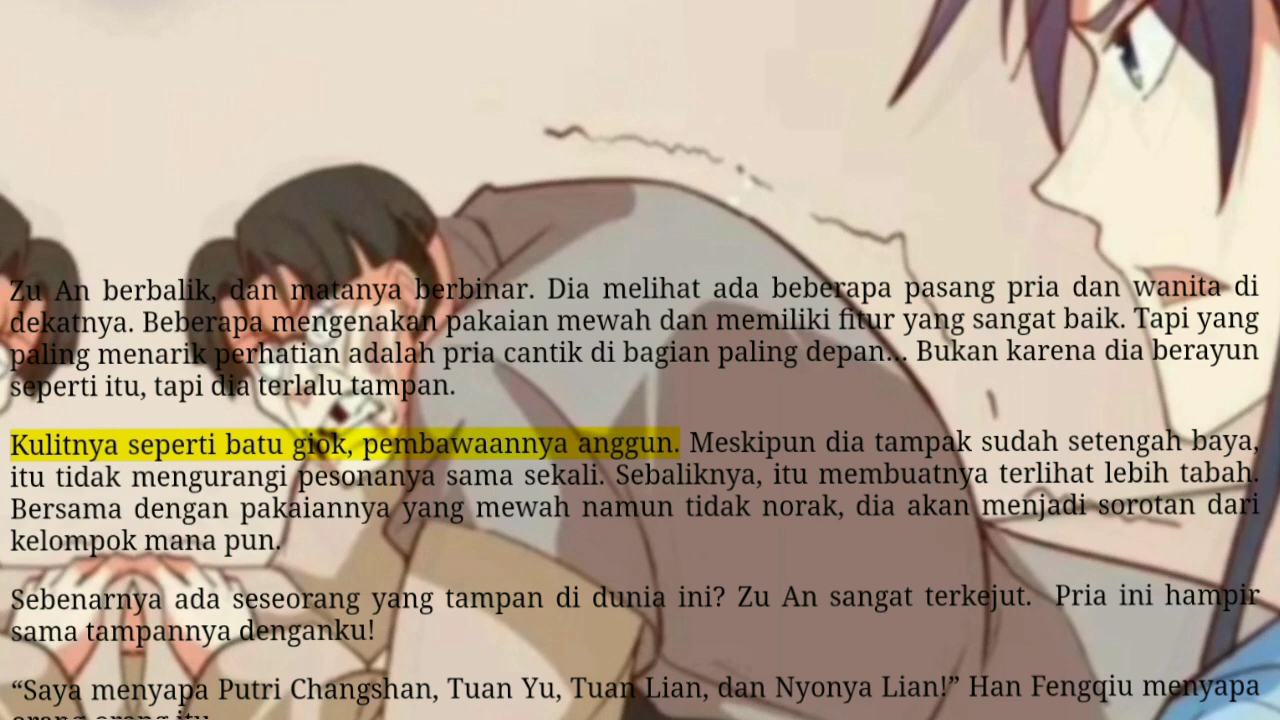 Zu An berbalik, dan matanya berbinar. Dia melihat ada beberapa pasang pria dan wanita di
dekatnya. Beberapa mengenakan pakaian mewah dan memiliki fitur yang sangat baik. Tapi yang
paling menarik perhatian adalah pria cantik di bagian paling depan... Bukan karena dia berayun
seperti itu, tapi dia terlalu tampan.
Kulitnya seperti batu giok, pembawaannya anggun. Meskipun dia tampak sudah setengah baya,
itu tidak mengurangi pesonanya sama sekali. Sebaliknya, itu membuatnya terlihat lebih tabah.
Bersama dengan pakaiannya yang mewah namun tidak norak, dia akan menjadi sorotan dari
kelompok mana pun.
Sebenarnya ada seseorang yang tampan di dunia ini? Zu An sangat terkejut. Pria ini hampir
sama tampannya denganku!
“Saya menyapa Putri Changshan, Tuan Yu, Tuan Lian, dan Nyonya Lian!” Han Fengqiu menyapa